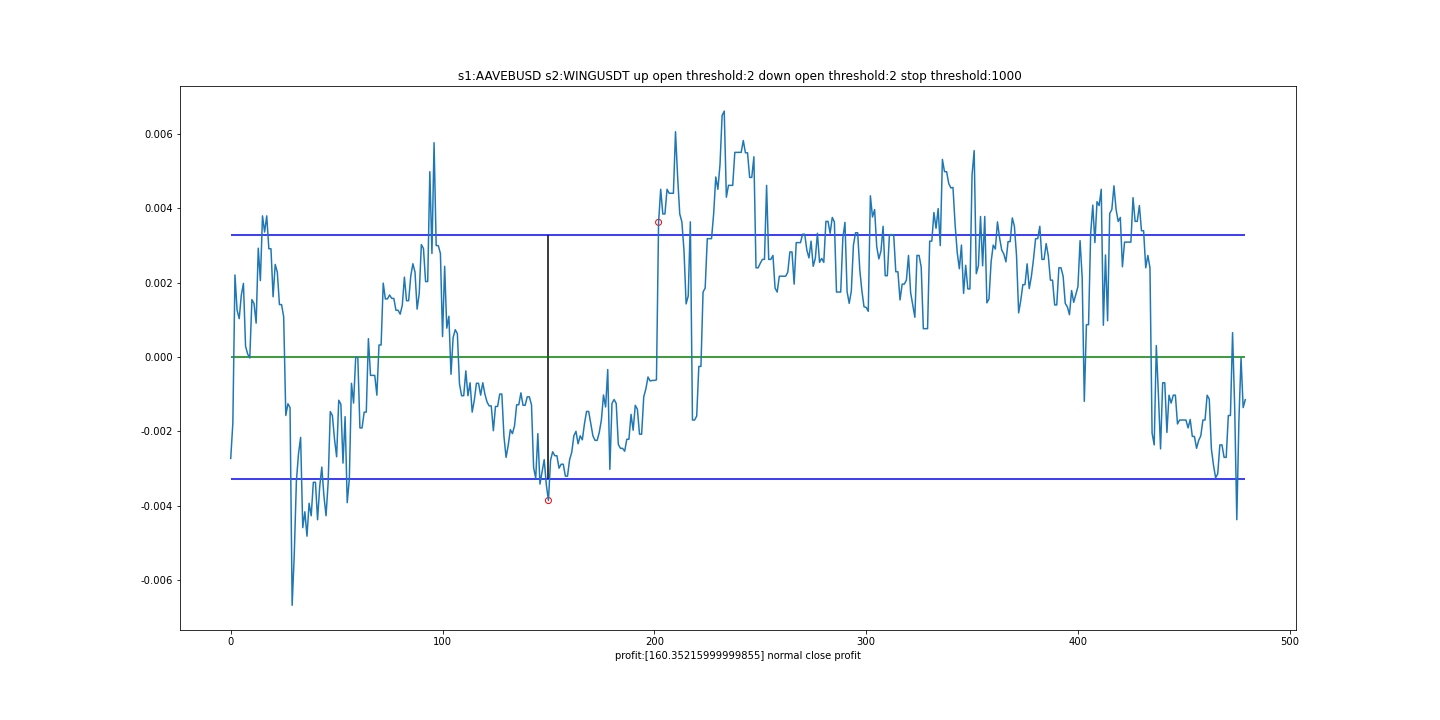 s1:AAVEBUSD s2:WINGUSDT up open threshold:2 down open threshold:2 stop threshold:1000
0.006
0.004
0.002
0.000
-0.002
-0.004
-0.006
0 100 200 300 400 500
profit:[160.35215999999855] normal close profit